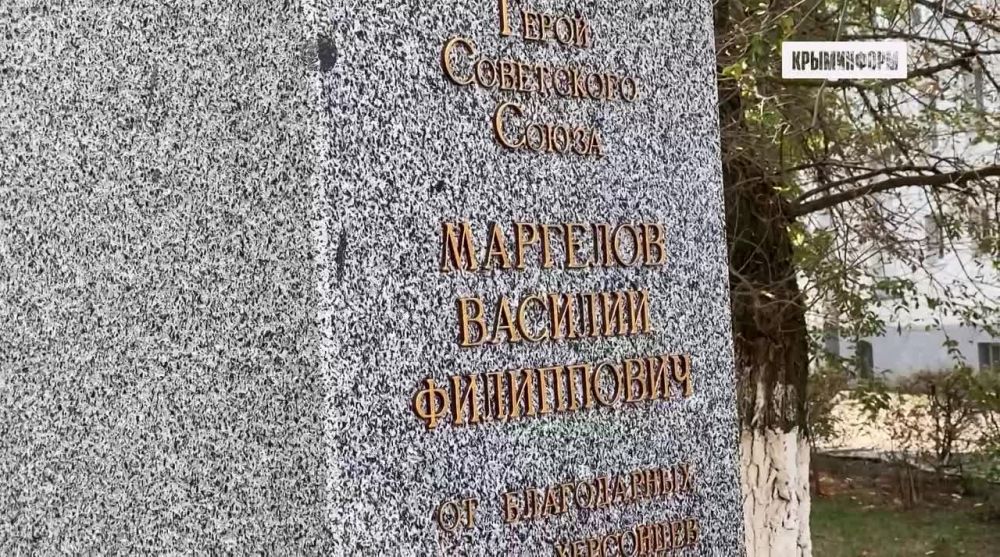 КРЫМИНФОРМ
ГЕРОЙ
СОВЕТСКОГО
СОЮЗА
МАРГЕЛОВ
ВАСИЛИЙ
ФИЛИППОВИЧ
ОТ БЛАГОДАРНЫХ
ХЕРСОНЦЕВ